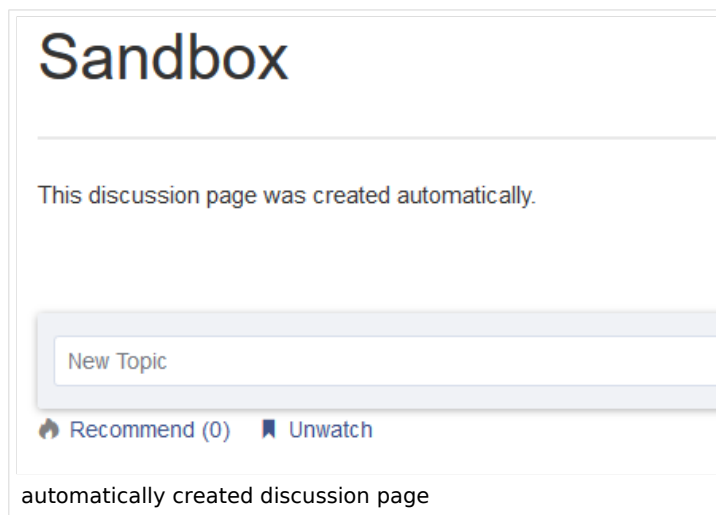 Sandbox
This discussion page was created automatically.
New Topic
Recommend (0) Unwatch
automatically created discussion page